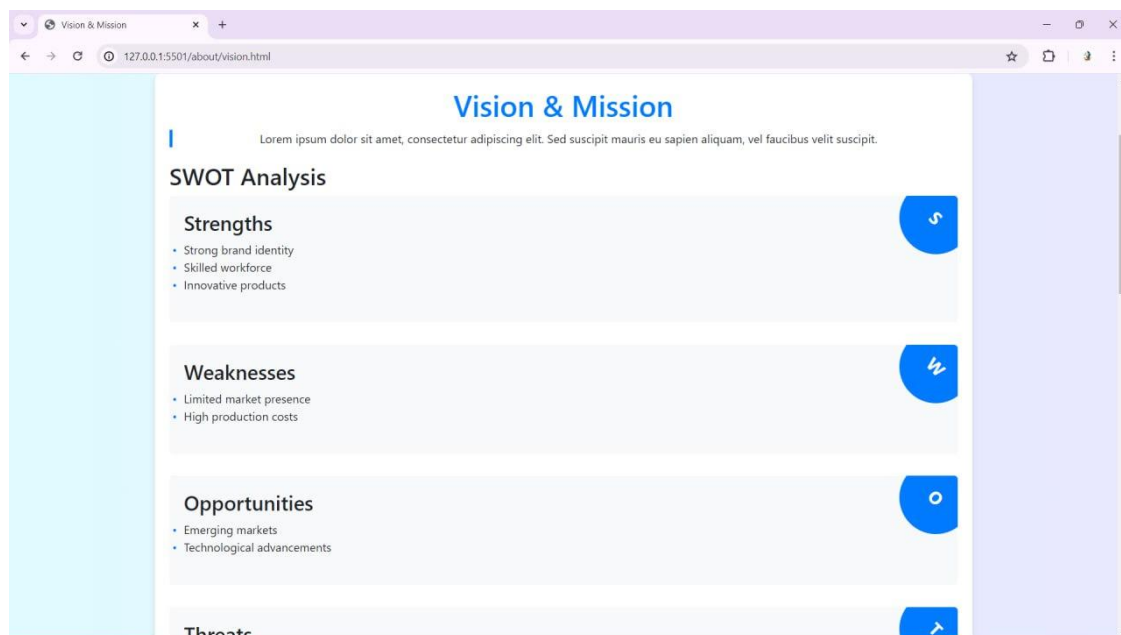 Vision & Mission
127.0.0.1:5501/about/vision.html
Vision & Mission
Lorem ipsum dolor sit amet, consectetur adipiscing elit. Sed suscipit mauris eu sapien aliquam, vel faucibus velit suscipit.
SWOT Analysis
Strengths
S
• Strong brand identity
• Skilled workforce
• Innovative products
Weaknesses
W
• Limited market presence
• High production costs
Opportunities
O
• Emerging markets
• Technological advancements
Threats
T